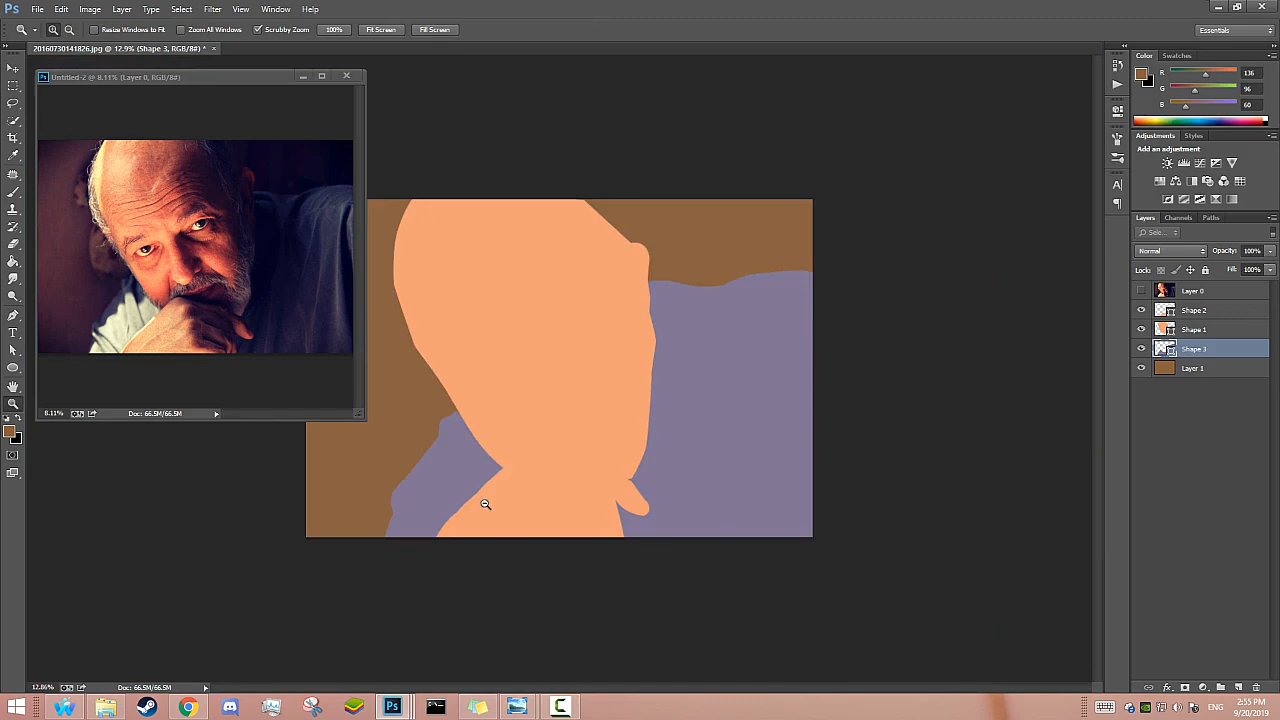 Ps File Edit Image Layer Type Select Filter View Window Help
Resize Windows to Fit Zoom All Windows Scrubby Zoom 100% Fit Screen Fill Screen Essentials
20160730141826.jpg @ 12.9% (Shape 3, RGB/8#) * ×
Untitled-2 @ 8.11% (Layer 0, RGB/8#)
8.11% Doc: 66.5M/66.5M
Color Swatches
R 136
G 96
B 60
Adjustments Styles
Add an adjustment
Layers Channels Paths
Sele...
Normal Opacity: 100%
Lock: Fill: 100%
Layer 0
Shape 2
Shape 1
Shape 3
Layer 1
12.86% Doc: 66.5M/66.5M
Ps ENG 2:55 PM
9/20/2019